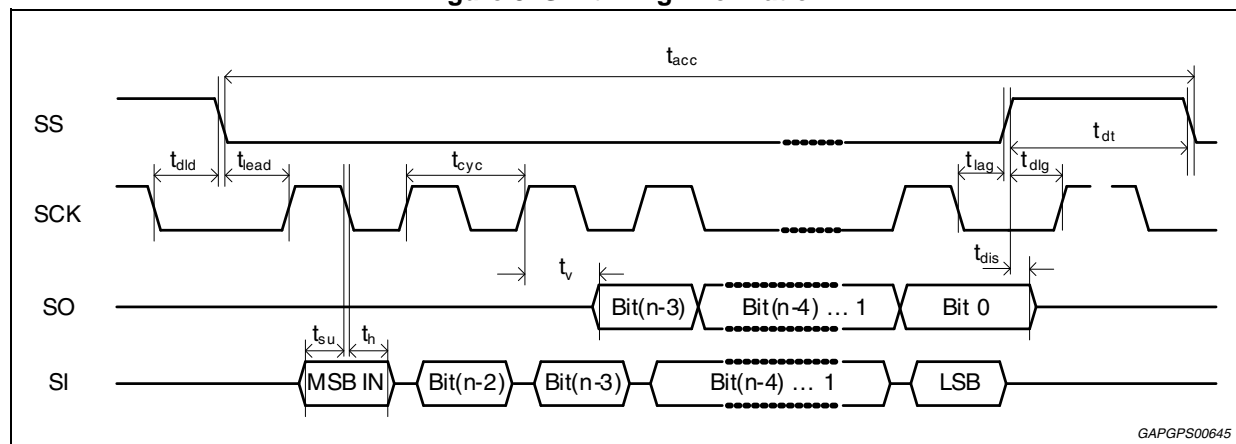 t_acc
SS
t_dt
t_dld
t_lead
t_cyc
t_lag
t_dlg
SCK
t_v
t_dis
SO
Bit(n-3)
Bit(n-4) ... 1
Bit 0
t_su
t_h
SI
MSB IN
Bit(n-2)
Bit(n-3)
Bit(n-4) ... 1
LSB
GAPGPS00645